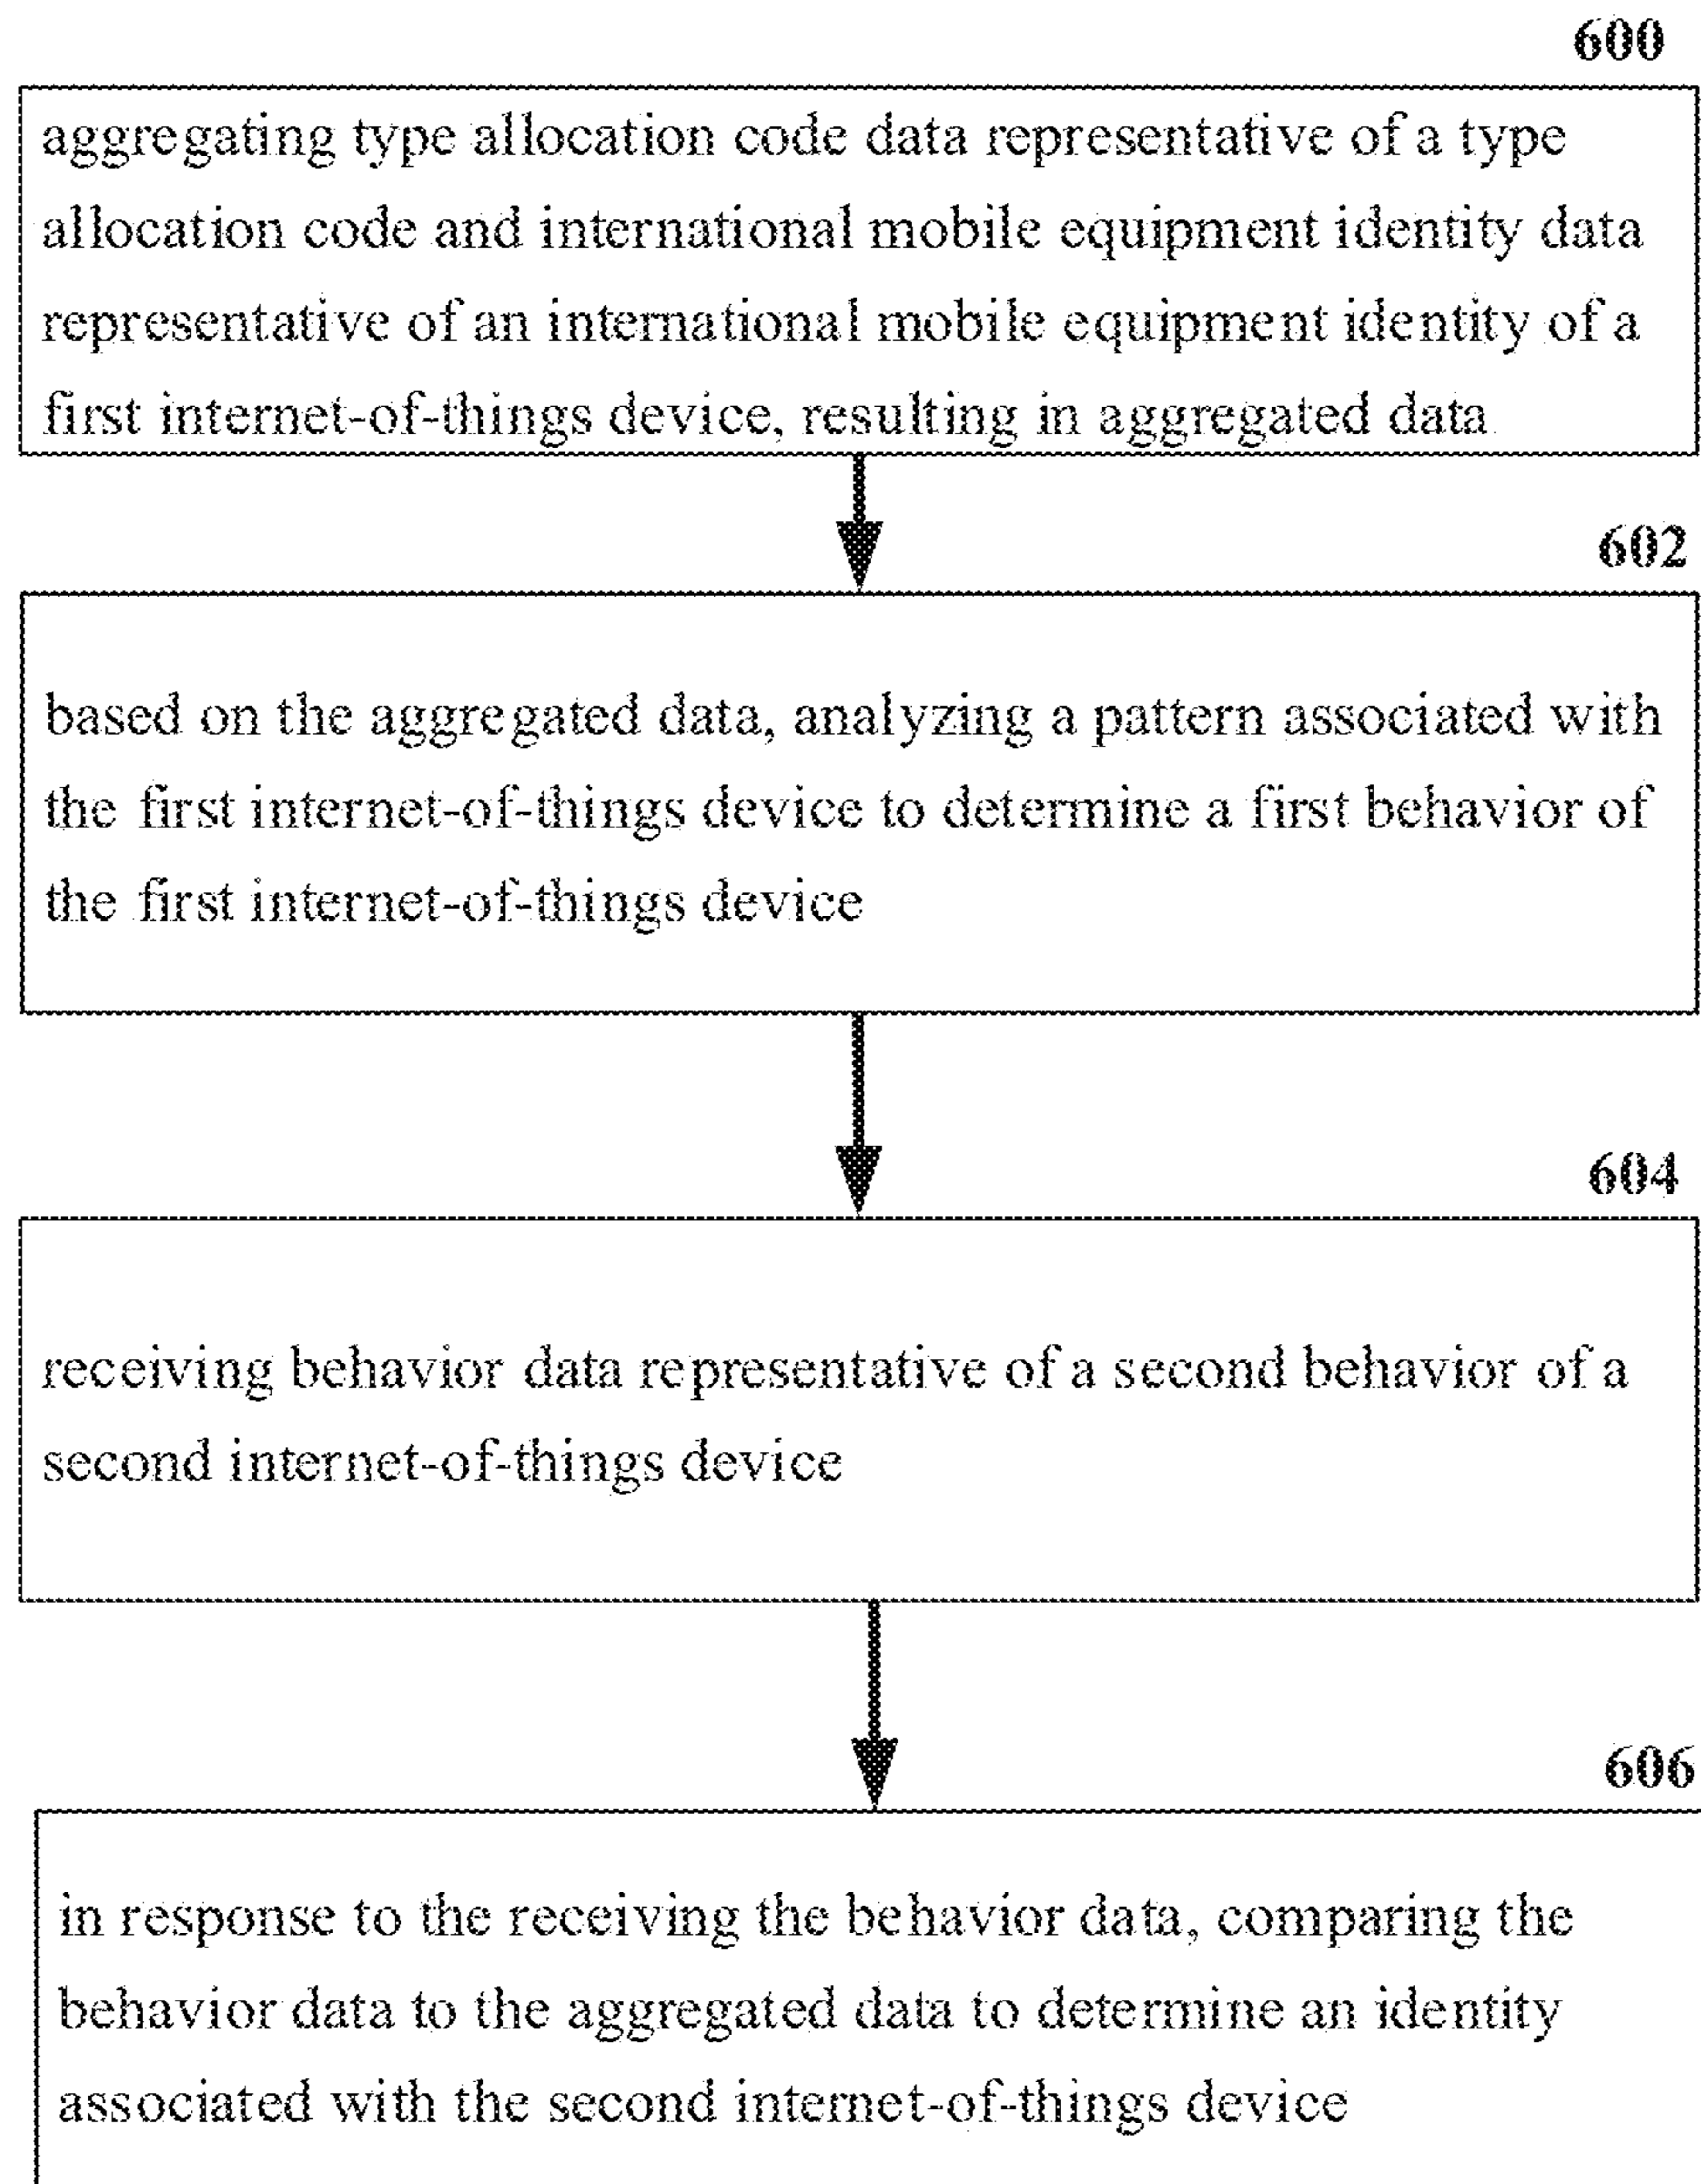 600
aggregating type allocation code data representative of a type
allocation code and international mobile equipment identity data
representative of an international mobile equipment identity of a
first internet-of-things device, resulting in aggregated data
602
based on the aggregated data, analyzing a pattern associated with
the first internet-of-things device to determine a first behavior of
the first internet-of-things device
604
receiving behavior data representative of a second behavior of a
second internet-of-things device
606
in response to the receiving the behavior data, comparing the
behavior data to the aggregated data to determine an identity
associated with the second internet-of-things device